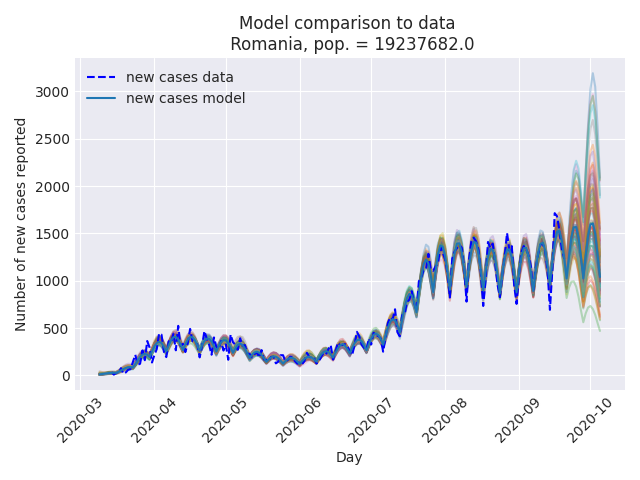 Model comparison to data
Romania, pop. = 19237682.0
new cases data
new cases model
Number of new cases reported
3000
2500
2000
1500
1000
500
0
2020-03
2020-04
2020-05
2020-06
2020-07
2020-08
2020-09
2020-10
Day